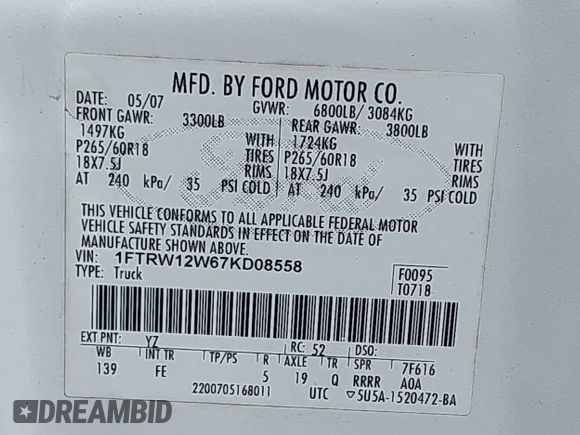 MFD. BY FORD MOTOR CO.
DATE: 05/07 GVWR: 6800LB/ 3084KG
FRONT GAWR: 3300LB REAR GAWR: 3800LB
1497KG WITH 1724KG WITH
P265/60R18 TIRES P265/60R18 TIRES
18X7.5J RIMS 18X7.5J RIMS
AT 240 kPa/ 35 PSI COLD AT 240 kPa/ 35 PSI COLD
THIS VEHICLE CONFORMS TO ALL APPLICABLE FEDERAL MOTOR
VEHICLE SAFETY STANDARDS IN EFFECT ON THE DATE OF
MANUFACTURE SHOWN ABOVE.
VIN: 1FTRW12W67KD08558 F0095
TYPE: Truck T0718
EXT PNT: YZ RC: 52 DSO:
WB INT TR TP/PS R AXLE TR SPR 7F616
139 FE 5 19 Q RRRR AOA
2200705168011 UTC ▽5U5A-1520472-BA
Ford
DREAMBID